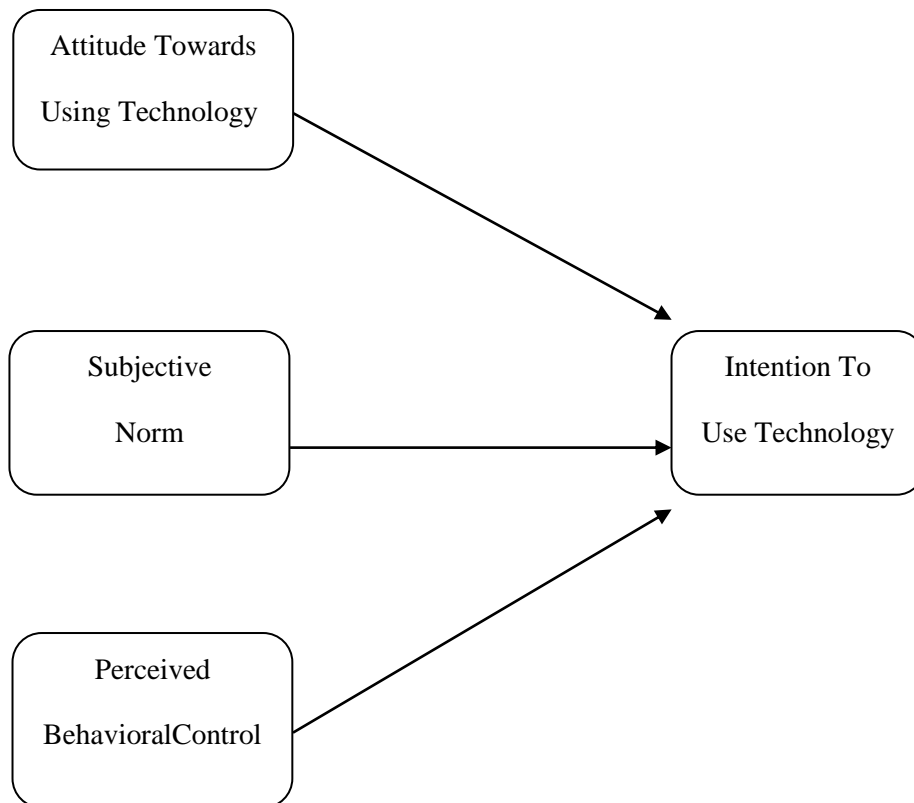 Attitude Towards
Using Technology
Subjective
Norm
Intention To
Use Technology
Perceived
BehavioralControl